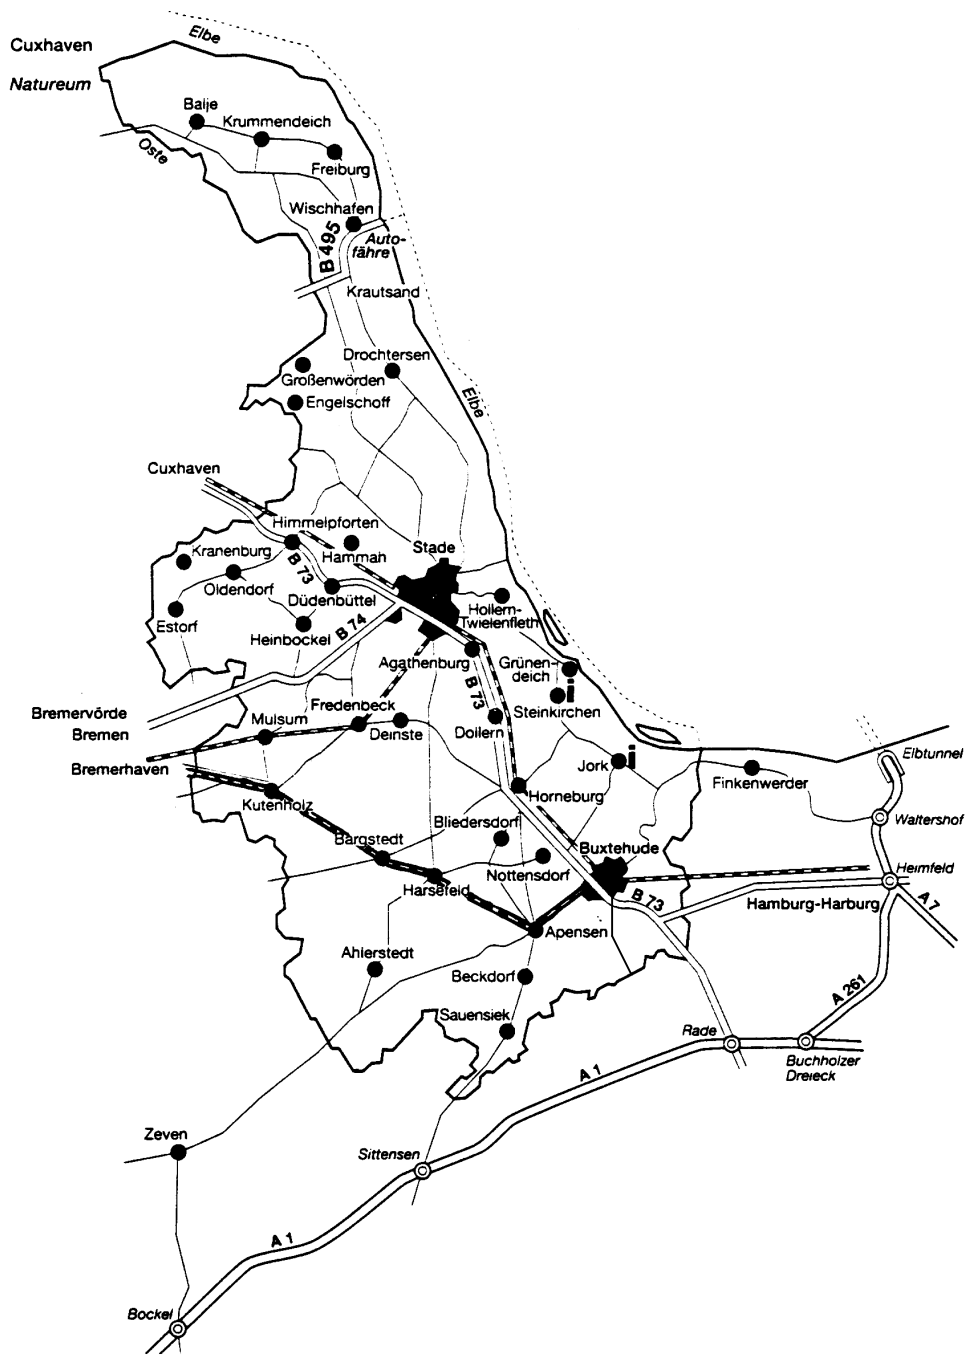 Elbe
Cuxhaven
Natureum
Balje
Krummendeich
Oste
Freiburg
Wischhafen
B 495
Auto-
fähre
Krautsand
Drochtersen
Großenwörden
Engelschoff
Elbe
Cuxhaven
Himmelpforten
Kranenburg
Hammah
Stade
B 73
Oldendorf
Düdenbüttel
Hollern-
Twielenfleth
Estorf
Heinbockel
B 74
Agathenburg
Grünen-
deich
i
B 73
Steinkirchen
Fredenbeck
Bremervörde
Mulsum
Deinste
Dollern
Bremen
Elbtunnel
Bremerhaven
Jork
i
Finkenwerder
Kutenholz
Horneburg
Bliedersdorf
Waltershof
Bargstedt
Buxtehude
Nottensdorf
Heimfeld
Harsefeld
B 73
Hamburg-Harburg
A 7
Apensen
Ahlerstedt
Beckdorf
A 261
Sauensiek
Rade
Buchholzer
Dreieck
A 1
Zeven
Sittensen
A 1
Bockel